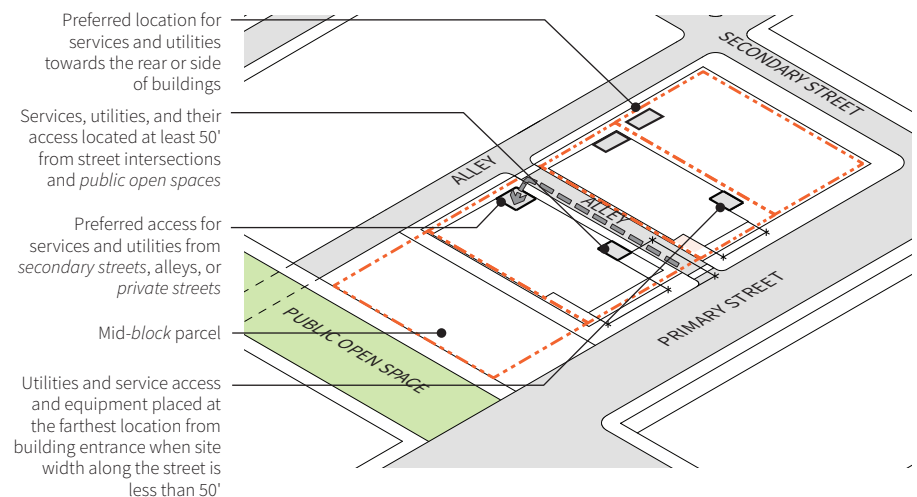 Preferred location for
services and utilities
towards the rear or side
of buildings
Services, utilities, and their
access located at least 50'
from street intersections
and public open spaces
Preferred access for
services and utilities from
secondary streets, alleys, or
private streets
Mid-block parcel
Utilities and service access
and equipment placed at
the farthest location from
building entrance when site
width along the street is
less than 50'
SECONDARY STREET
ALLEY
ALLEY
PRIMARY STREET
PUBLIC OPEN SPACE